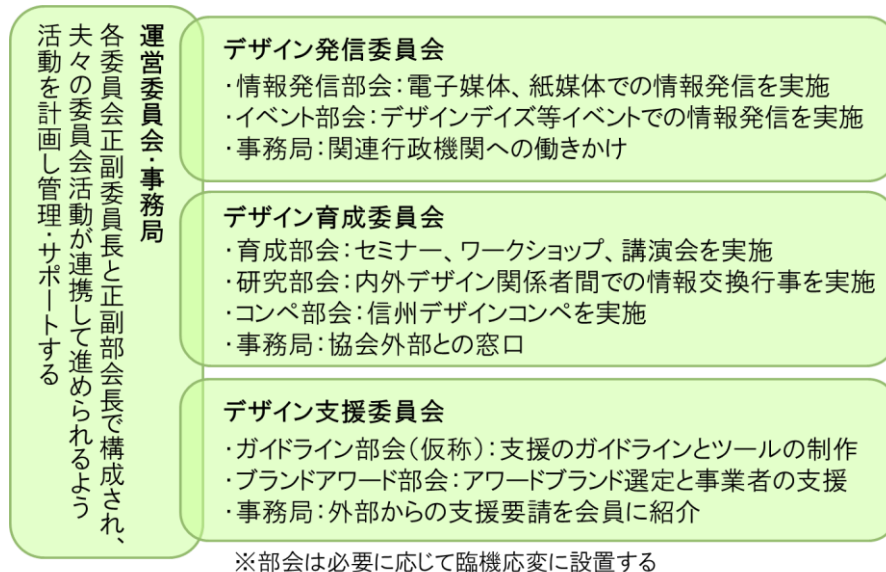 運営委員会・事務局
各委員会正副委員長と正副部会長で構成され、
夫々の委員会活動が連携して進められるよう
活動を計画し管理・サポートする
デザイン発信委員会
・情報発信部会：電子媒体、紙媒体での情報発信を実施
・イベント部会：デザインデイズ等イベントでの情報発信を実施
・事務局：関連行政機関への働きかけ
デザイン育成委員会
・育成部会：セミナー、ワークショップ、講演会を実施
・研究部会：内外デザイン関係者間での情報交換行事を実施
・コンペ部会：信州デザインコンペを実施
・事務局：協会外部との窓口
デザイン支援委員会
・ガイドライン部会（仮称）：支援のガイドラインとツールの制作
・ブランドアワード部会：アワードブランド選定と事業者の支援
・事務局：外部からの支援要請を会員に紹介
※部会は必要に応じて臨機応変に設置する